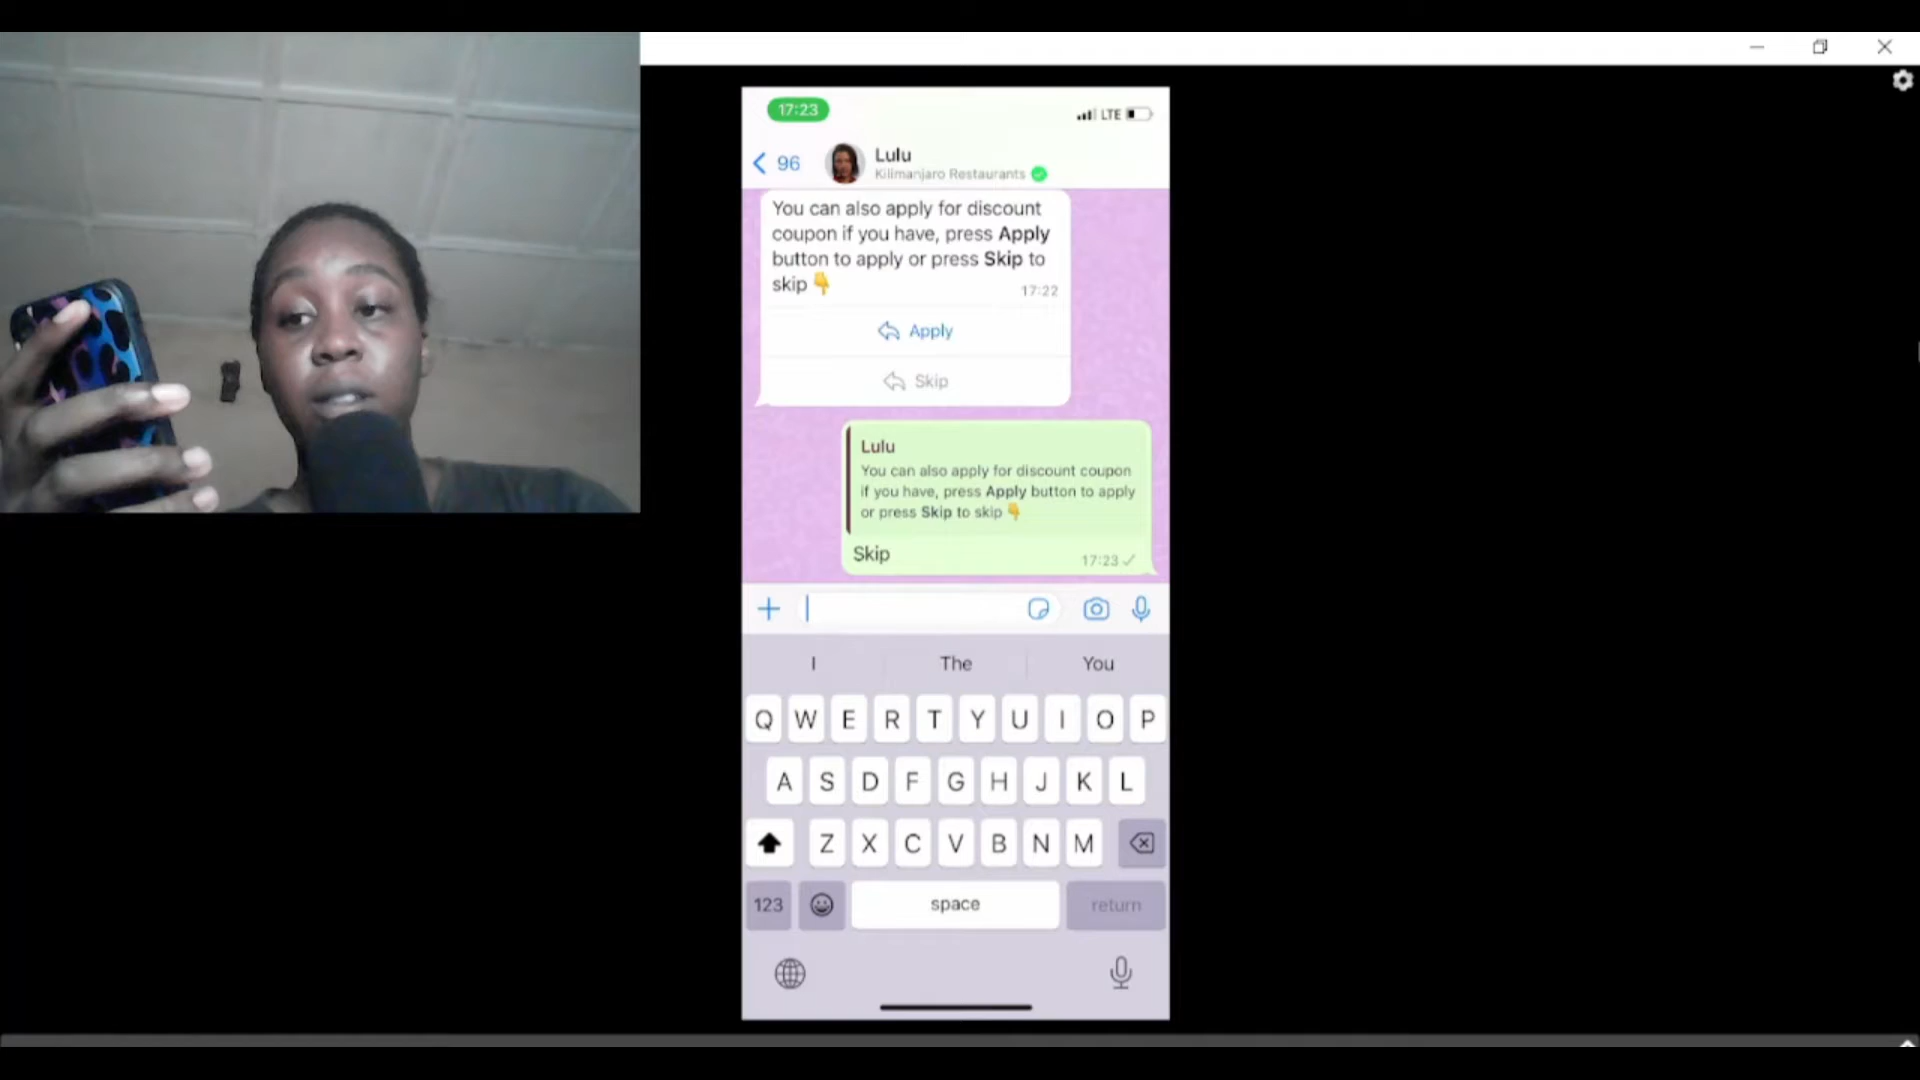 17:23
LTE
96
Lulu
Kilimanjaro Restaurants
You can also apply for discount
coupon if you have, press Apply
button to apply or press Skip to
skip👇
17:22
Apply
Skip
Lulu
You can also apply for discount coupon
if you have, press Apply button to apply
or press Skip to skip 👇
Skip
17:23
I The You
Q W E R T Y U I O P
A S D F G H J K L
Z X C V B N M
123 space return